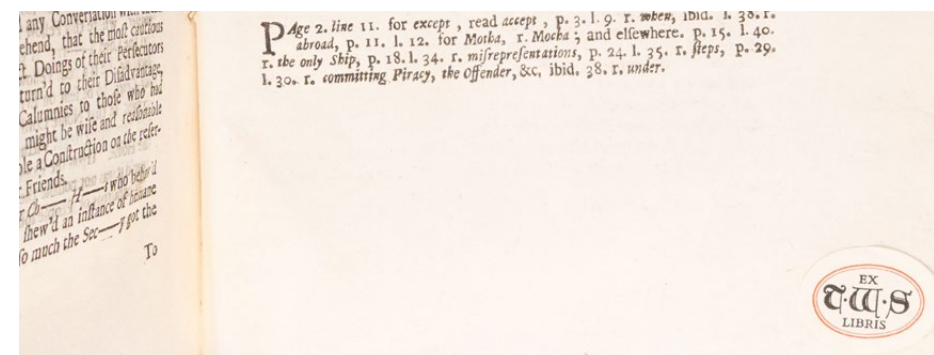 any Conversation with
ehend, that the moſt cautious
Doings of their Perſecutors
turn'd to their Diſadvantage,
Calumnies to thoſe who had
might be wiſe and reaſonable
le a Conſtruction on the reſer-
Friends.
Co—— H——t who behav'd
ſhew'd an inſtance of humane
ſo much the Sec——y got the
To
PAge 2. line 11. for except , read accept , p. 3. l. 9. r. when, ibid. l. 38. r.
abroad, p. 11. l. 12. for Motha, r. Mocha ; and elſewhere. p. 15. l. 40.
r. the only Ship, p. 18. l. 34. r. miſrepreſentations, p. 24. l. 35. r. ſteps, p. 29.
l. 30. r. committing Piracy, the Offender, &c, ibid. 38. r. under.
EX
T·W·S
LIBRIS